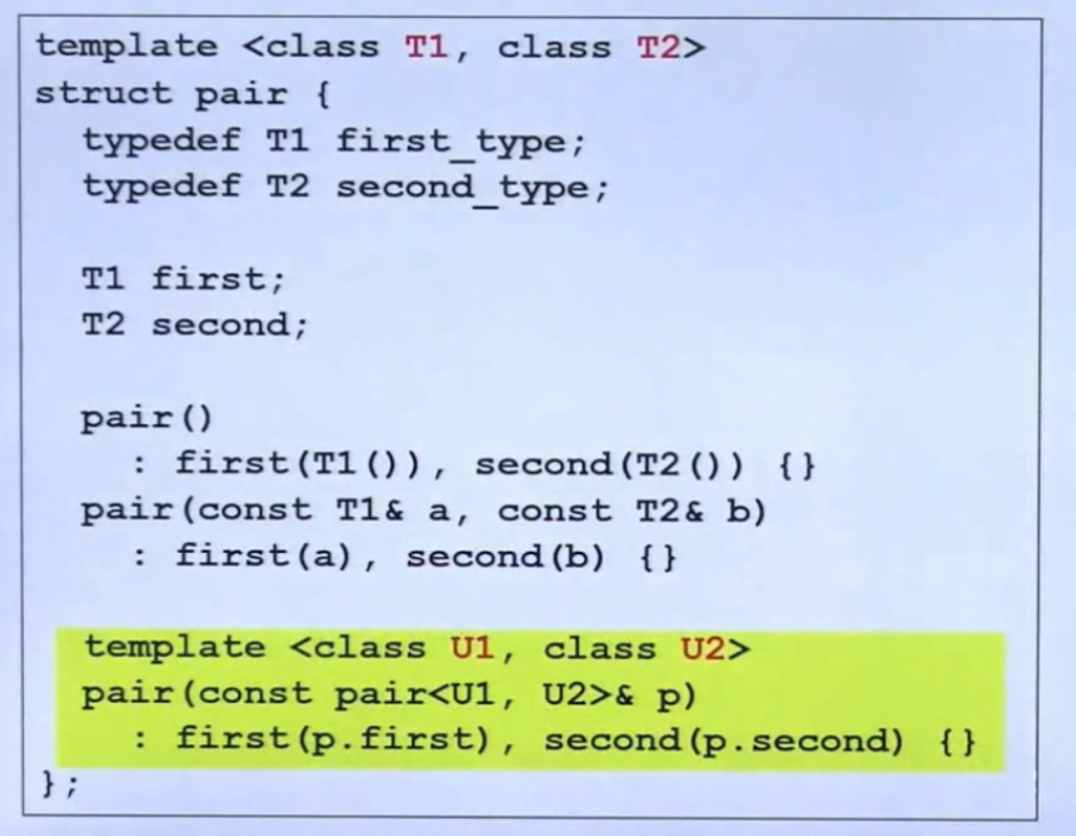 template <class T1, class T2>
struct pair {
  typedef T1 first_type;
  typedef T2 second_type;

  T1 first;
  T2 second;

  pair()
    : first(T1()), second(T2()) {}
  pair(const T1& a, const T2& b)
    : first(a), second(b) {}

  template <class U1, class U2>
  pair(const pair<U1, U2>& p)
    : first(p.first), second(p.second) {}
};